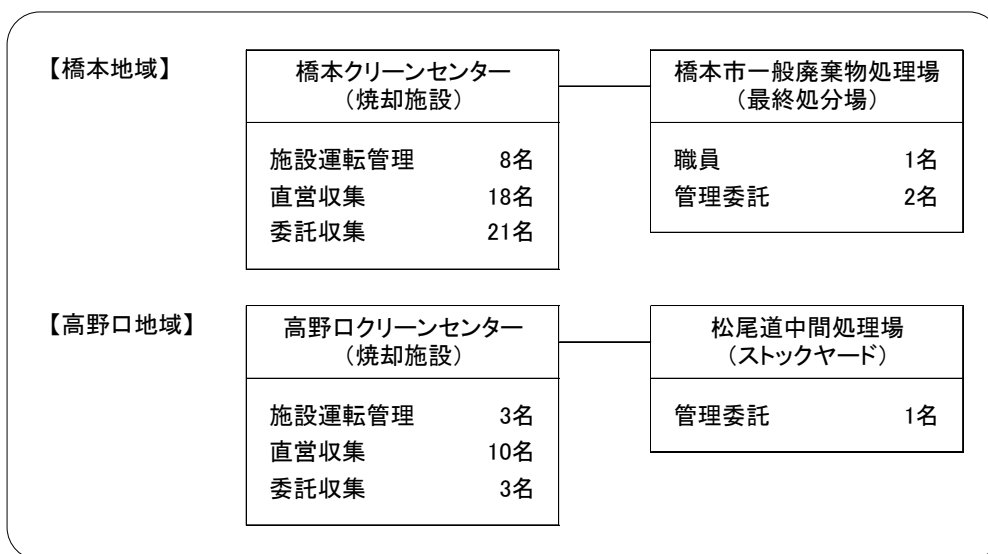 【橋本地域】
橋本クリーンセンター
(焼却施設)
施設運転管理 8名
直営収集 18名
委託収集 21名
橋本市一般廃棄物処理場
(最終処分場)
職員 1名
管理委託 2名
【高野口地域】
高野口クリーンセンター
(焼却施設)
施設運転管理 3名
直営収集 10名
委託収集 3名
松尾道中間処理場
(ストックヤード)
管理委託 1名